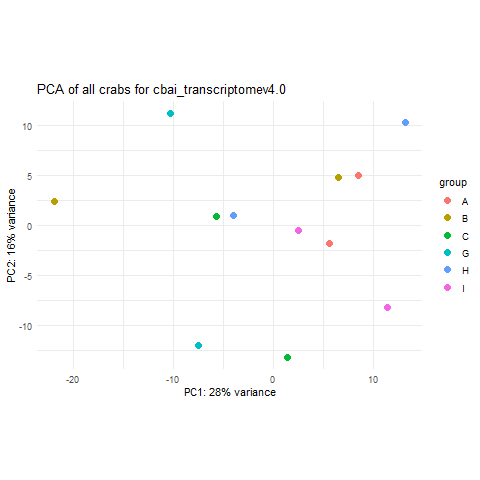 PCA of all crabs for cbai_transcriptomev4.0
10
5
0
-5
-10
PC2: 16% variance
-20
-10
0
10
PC1: 28% variance
group
A
B
C
G
H
I